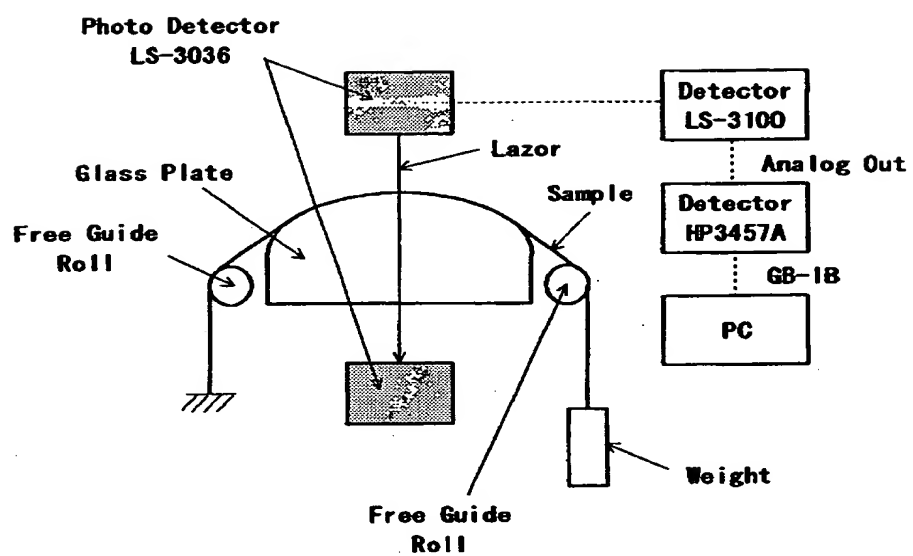 Photo Detector
LS-3036
Detector
LS-3100
Lazor
Analog Out
Glass Plate
Sample
Detector
HP3457A
Free Guide
Roll
GB-IB
PC
Weight
Free Guide
Roll